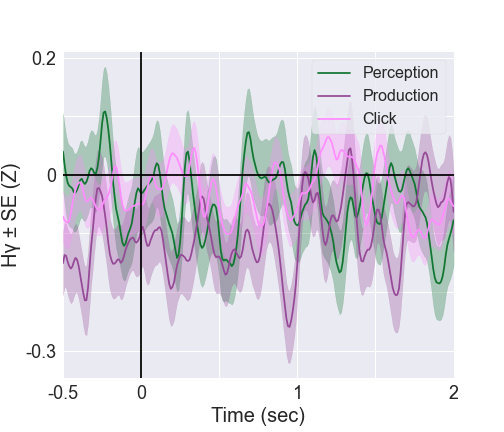 0.2
0
-0.3
Hγ ± SE (Z)
Perception
Production
Click
-0.5
0
1
2
Time (sec)